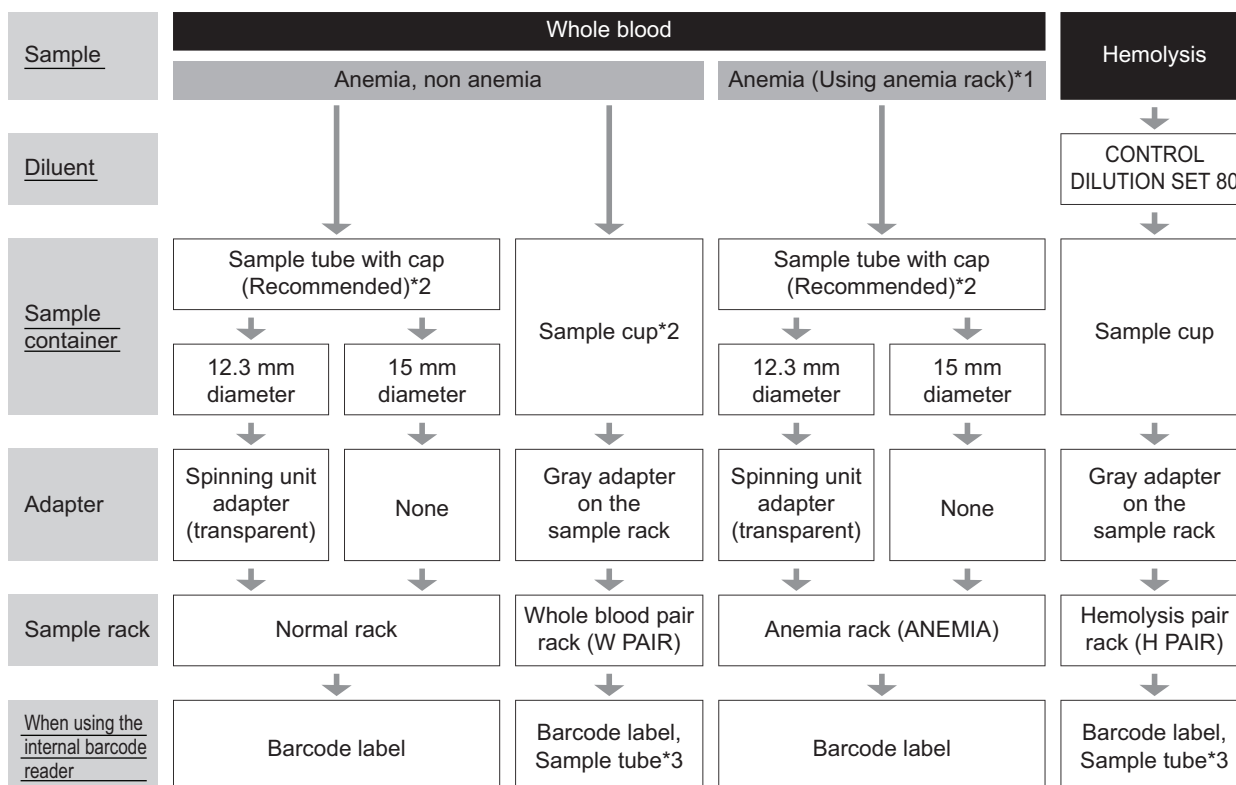 Sample
Whole blood
Hemolysis
Anemia, non anemia
Anemia (Using anemia rack)*1
Diluent
CONTROL
DILUTION SET 80
Sample
container
Sample tube with cap
(Recommended)*2
12.3 mm
diameter
15 mm
diameter
Sample cup*2
Sample tube with cap
(Recommended)*2
12.3 mm
diameter
15 mm
diameter
Sample cup
Adapter
Spinning unit
adapter
(transparent)
None
Gray adapter
on the
sample rack
Spinning unit
adapter
(transparent)
None
Gray adapter
on the
sample rack
Sample rack
Normal rack
Whole blood pair
rack (W PAIR)
Anemia rack (ANEMIA)
Hemolysis pair
rack (H PAIR)
When using the
internal barcode
reader
Barcode label
Barcode label,
Sample tube*3
Barcode label
Barcode label,
Sample tube*3